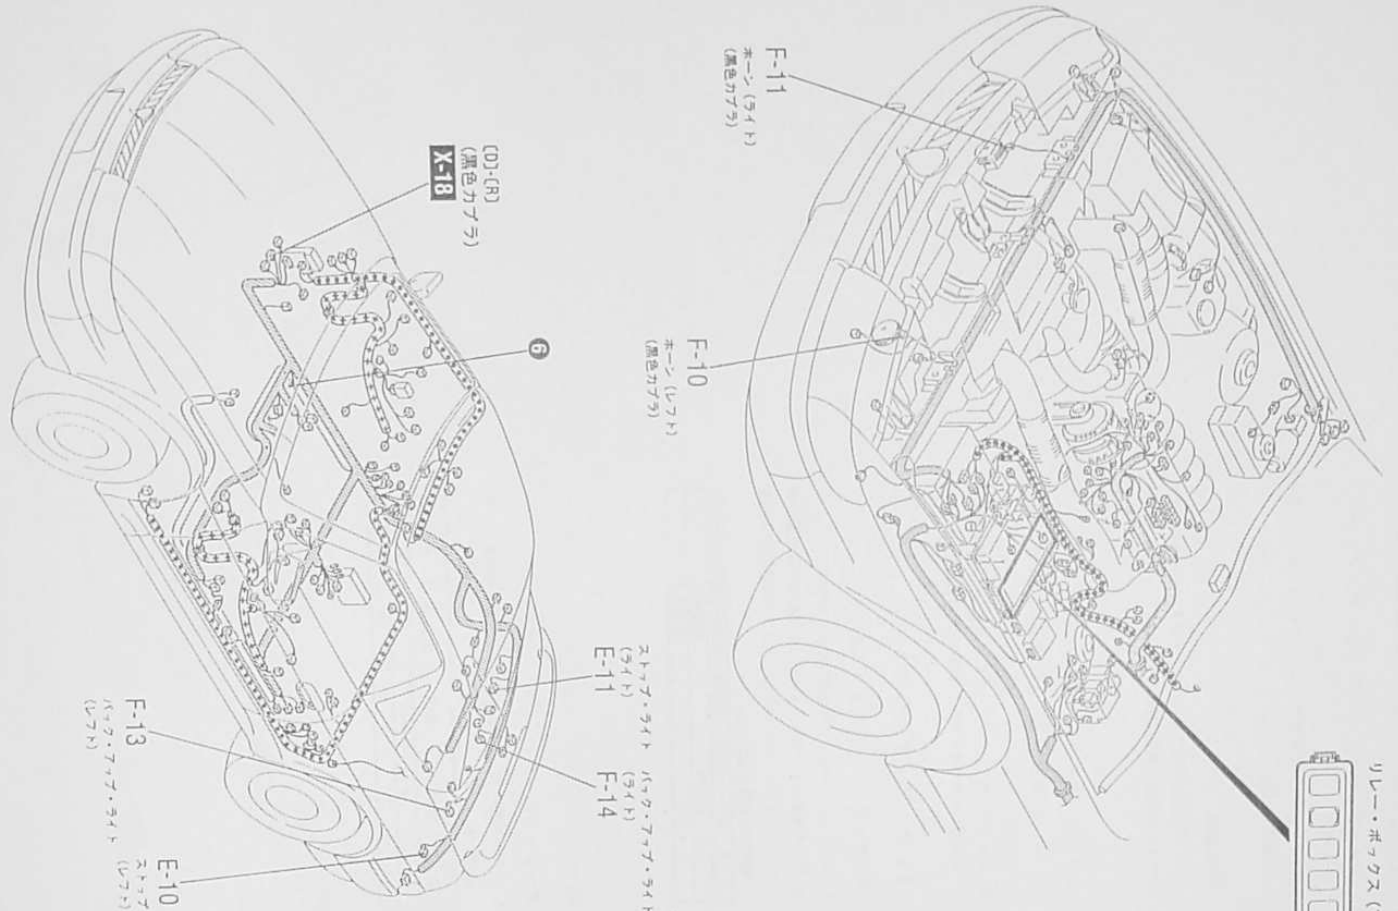 F-11
ホーン (ライト)
(黒色カプラ)
F-10
ホーン (レフト)
(黒色カプラ)
リレー・ボックス (
[D]・[R]
(黒色カプラ)
X-18
6
ストップ・ライト
(ライト)
E-11
バック・アップ・ライト
(ライト)
F-14
F-13
バック・アップ・ライト
(レフト)
E-10
ストップ
(レフト)